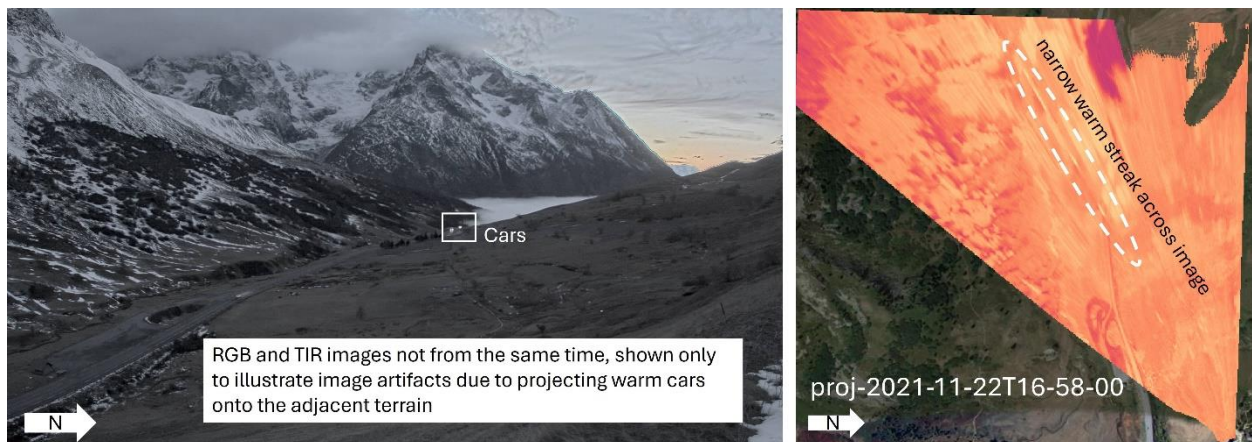 Cars
RGB and TIR images not from the same time, shown only
to illustrate image artifacts due to projecting warm cars
onto the adjacent terrain
N
narrow warm streak across image
proj-2021-11-22T16-58-00
N